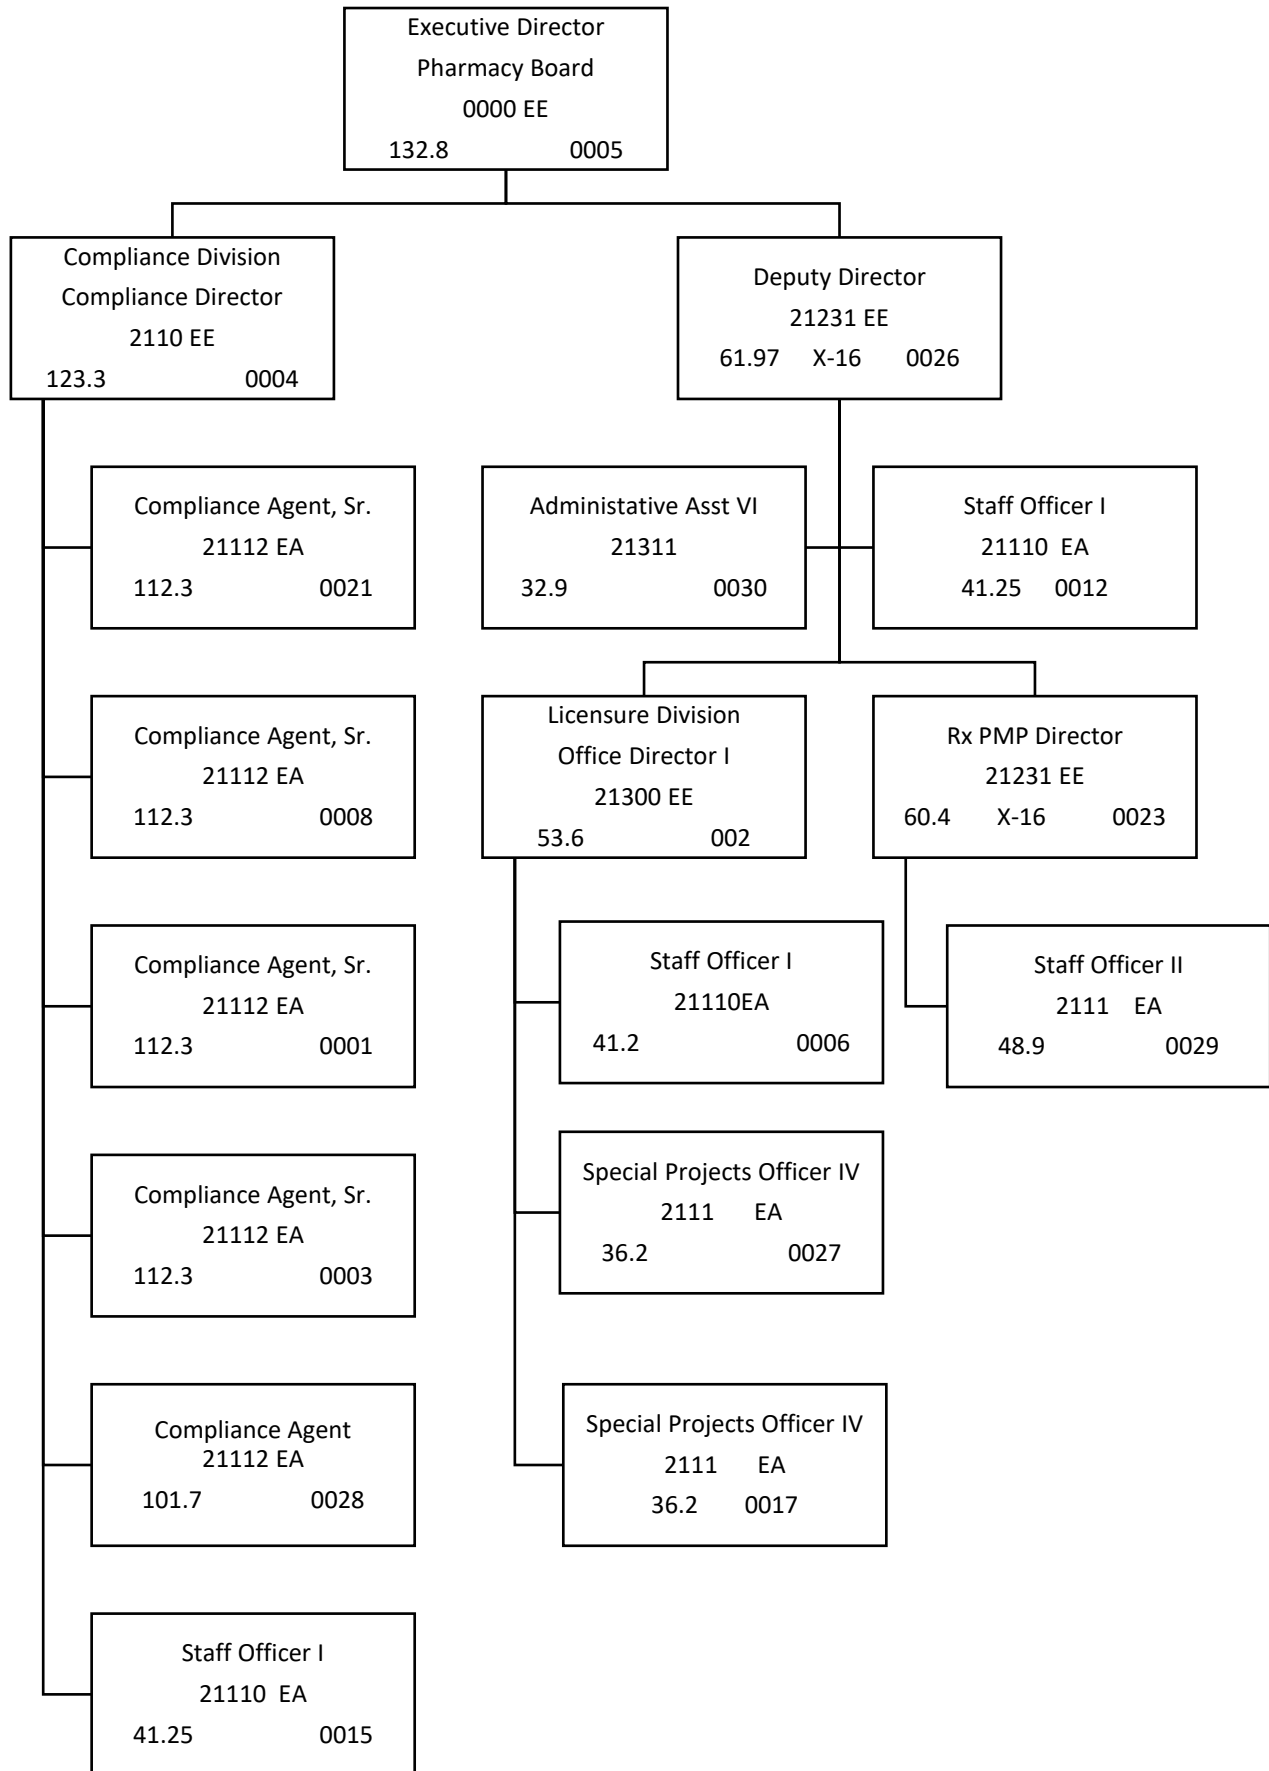 Executive Director
Pharmacy Board
0000 EE
132.8 0005
Compliance Division
Compliance Director
2110 EE
123.3 0004
Deputy Director
21231 EE
61.97 X-16 0026
Compliance Agent, Sr.
21112 EA
112.3 0021
Administative Asst VI
21311
32.9 0030
Staff Officer I
21110 EA
41.25 0012
Compliance Agent, Sr.
21112 EA
112.3 0008
Licensure Division
Office Director I
21300 EE
53.6 002
Rx PMP Director
21231 EE
60.4 X-16 0023
Compliance Agent, Sr.
21112 EA
112.3 0001
Staff Officer I
21110EA
41.2 0006
Staff Officer II
2111 EA
48.9 0029
Compliance Agent, Sr.
21112 EA
112.3 0003
Special Projects Officer IV
2111 EA
36.2 0027
Compliance Agent
21112 EA
101.7 0028
Special Projects Officer IV
2111 EA
36.2 0017
Staff Officer I
21110 EA
41.25 0015